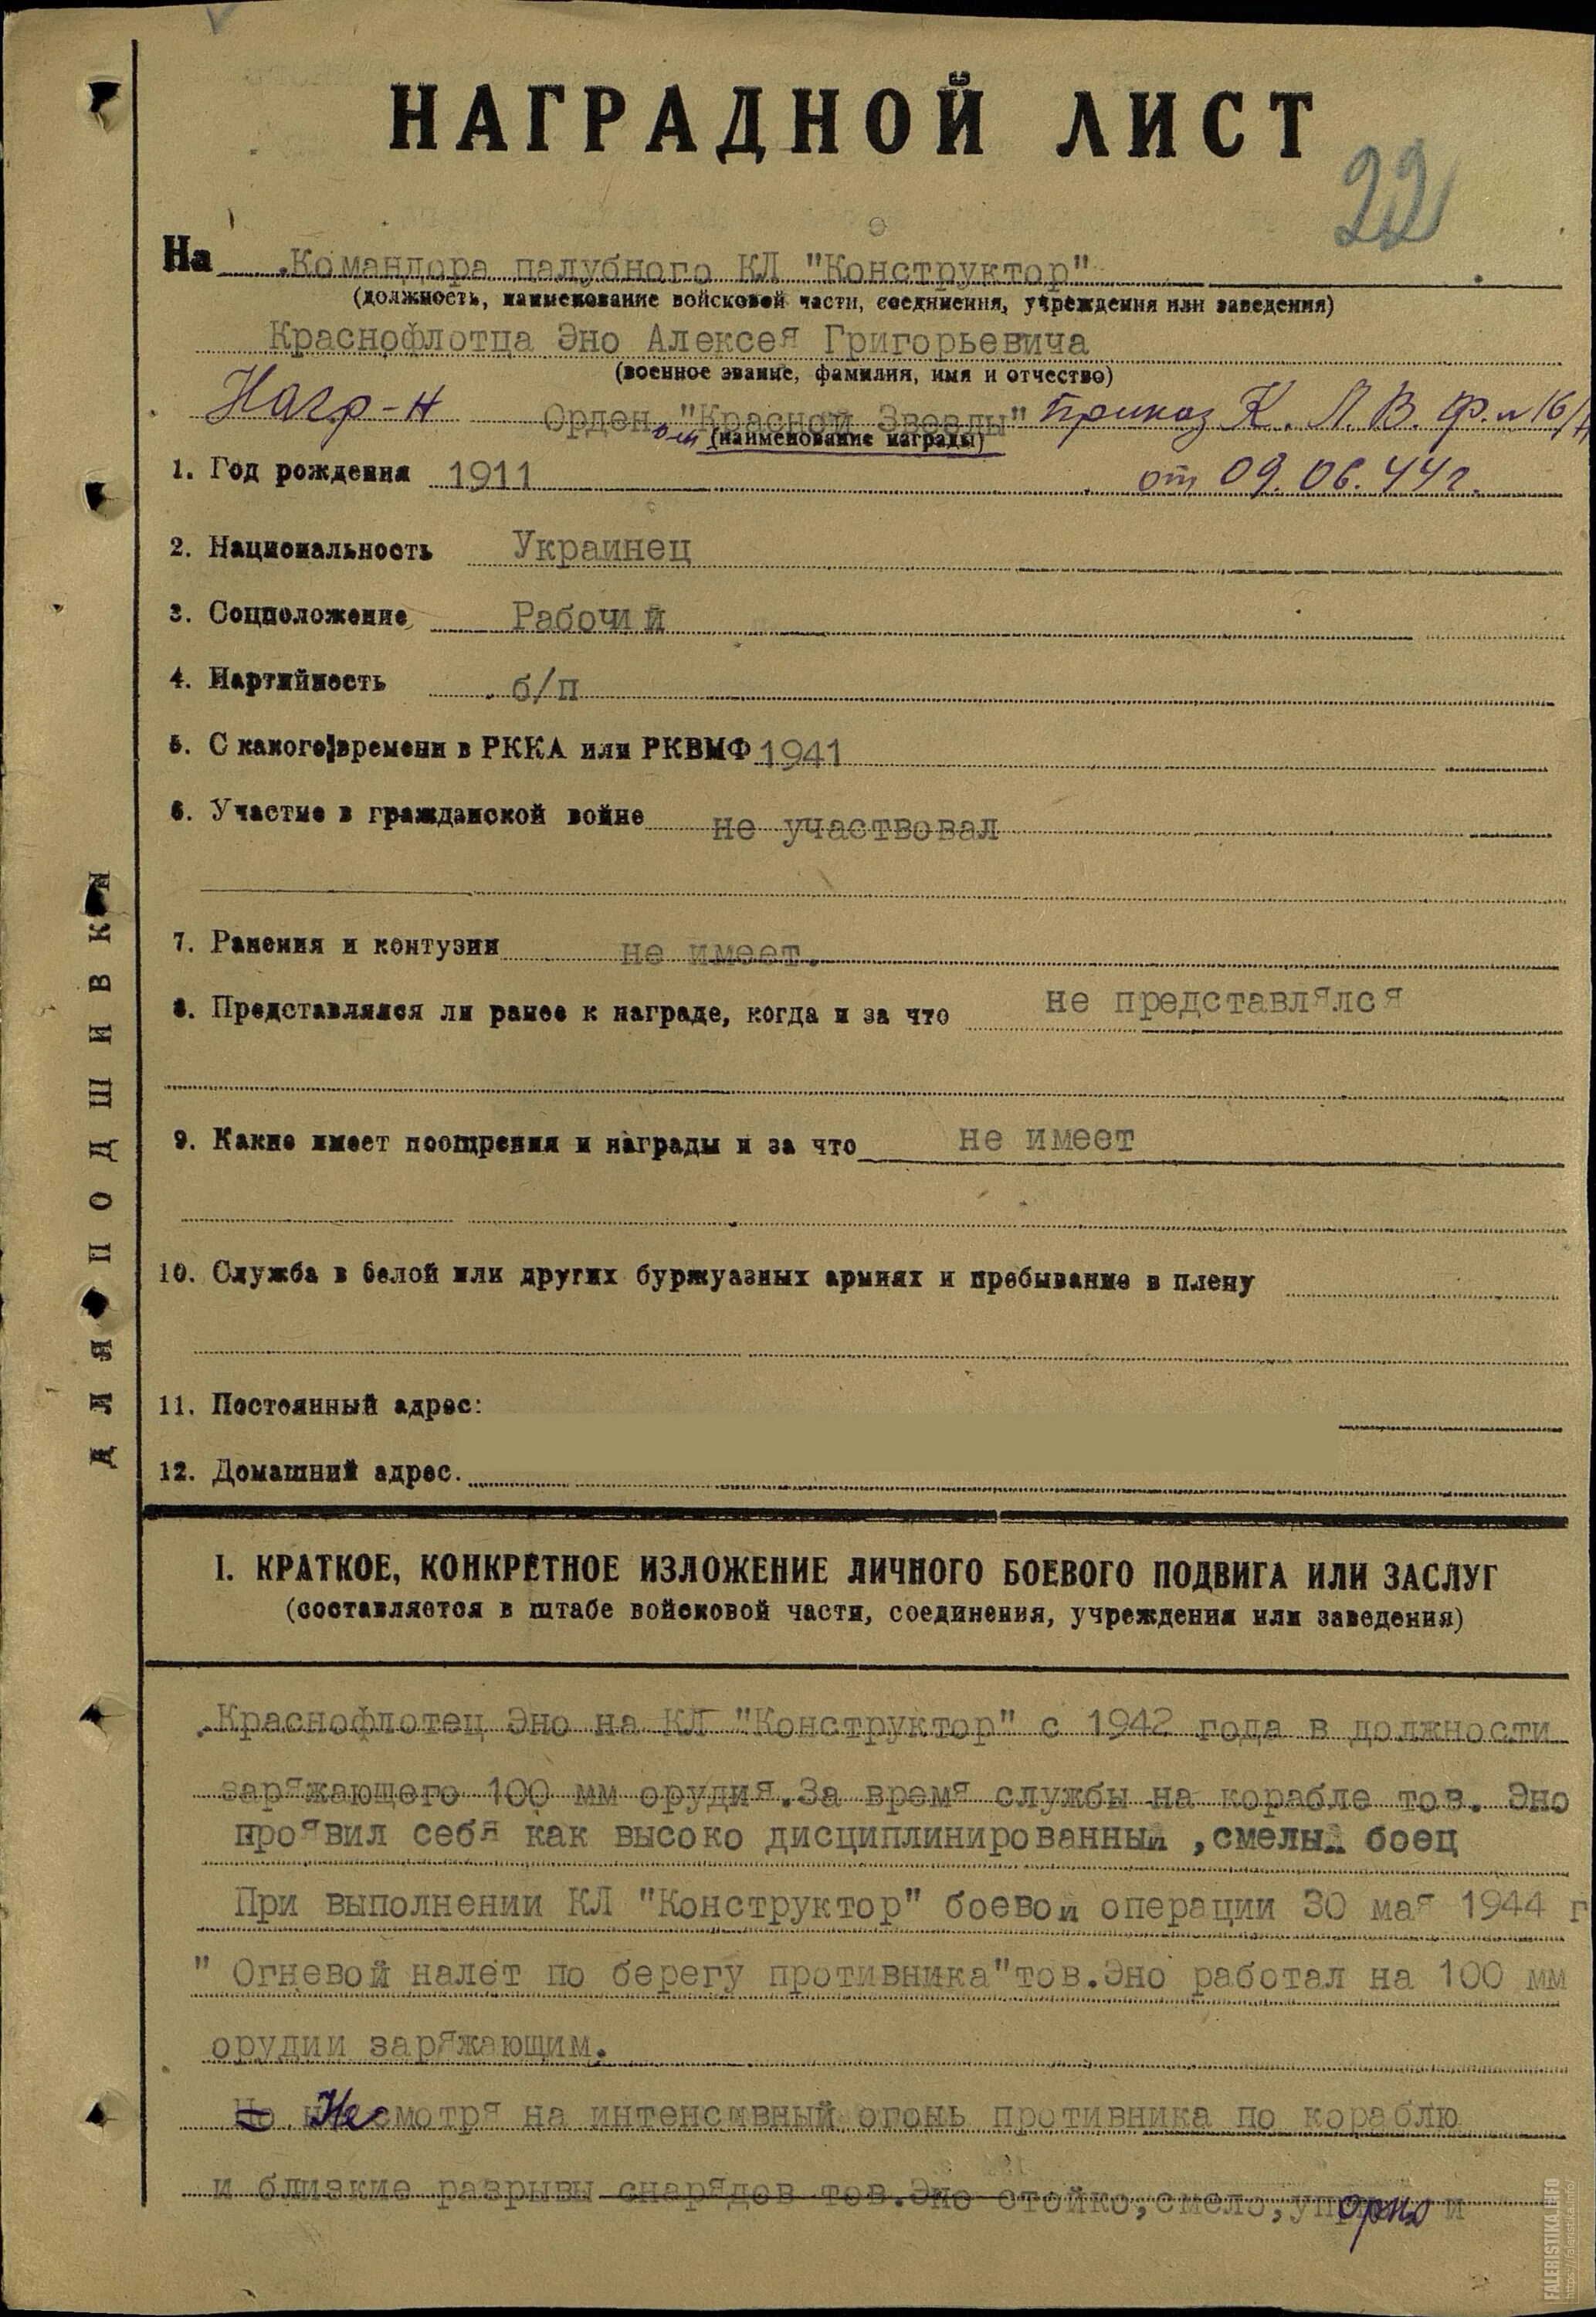 НАГРАДНОЙ ЛИСТ
22
На Командора палубного КЛ "Конструктор"
(должность, наименование войсковой части, соединения, учреждения или заведения)
Краснофлотца Эно Алексея Григорьевича
(военное звание, фамилия, имя и отчество)
Нагр-н Орден "Красной Звезды" Приказ К. Л. В. Ф. n 16/
(наименование награды)
1. Год рождения 1911 от 09.06.44 г.
2. Национальность Украинец
3. Соцположение Рабочий
4. Партийность б/п
5. С какого времени в РККА или РКВМФ 1941
6. Участие в гражданской войне не участвовал
7. Ранения и контузии не имеет.
8. Представлялся ли ранее к награде, когда и за что не представлялся
9. Какие имеет поощрения и награды и за что не имеет
10. Служба в белой или других буржуазных армиях и пребывание в плену
11. Постоянный адрес:
12. Домашний адрес.
ДЛЯ ПОДШИВКИ
I. КРАТКОЕ, КОНКРЕТНОЕ ИЗЛОЖЕНИЕ ЛИЧНОГО БОЕВОГО ПОДВИГА ИЛИ ЗАСЛУГ
(составляется в штабе войсковой части, соединения, учреждения или заведения)
Краснофлотец Эно на КЛ "Конструктор" с 1942 года в должности
заряжающего 100 мм орудия.За время службы на корабле тов. Эно
проявил себя как высоко дисциплинированный ,смелый боец
При выполнении КЛ "Конструктор" боевой операции 30 мая 1944 г
" Огневой налет по берегу противника"тов.Эно работал на 100 мм
орудии заряжающим.
Несмотря на интенсивный огонь противника по кораблю
и близкие разрывы снарядов тов.Эно стойко,смело,упорно и
FALERISTIKA.INFO
https://faleristika.info/